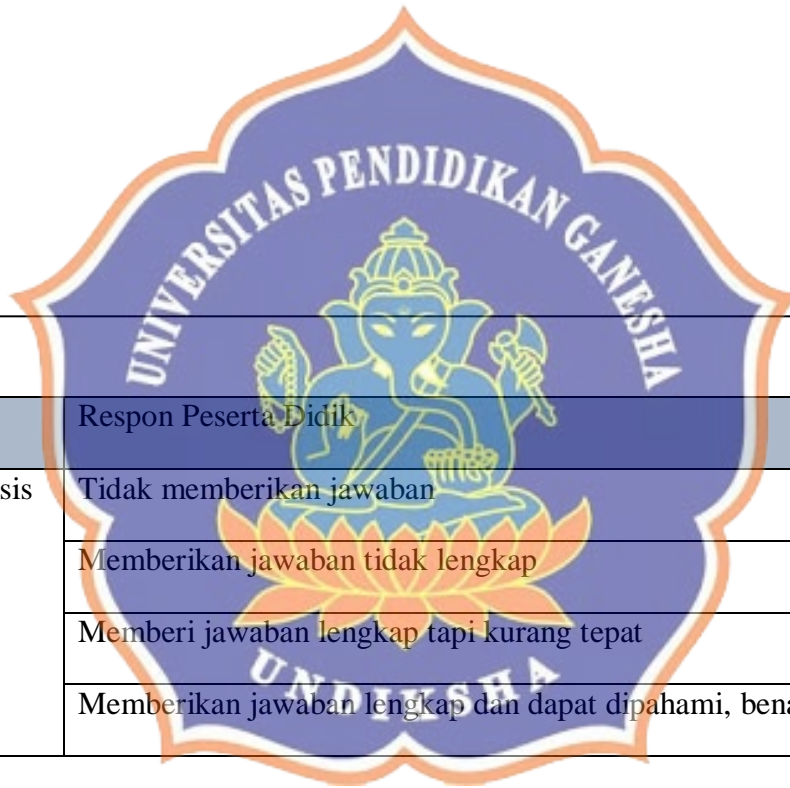 UNIVERSITAS PENDIDIKAN GANESHA
Respon Peserta Didik
sis
Tidak memberikan jawaban
Memberikan jawaban tidak lengkap
Memberi jawaban lengkap tapi kurang tepat
UNDIKSHA
Memberikan jawaban lengkap dan dapat dipahami, bena